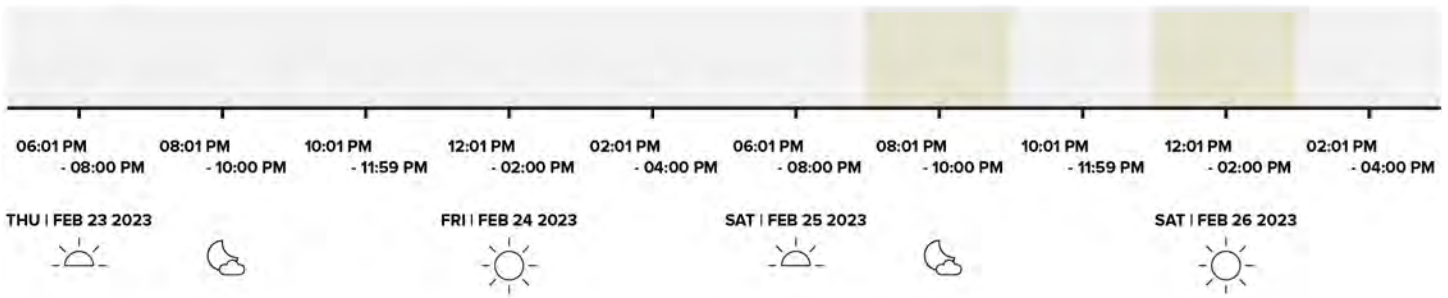 06:01 PM 08:01 PM 10:01 PM 12:01 PM 02:01 PM 06:01 PM 08:01 PM 10:01 PM 12:01 PM 02:01 PM
- 08:00 PM - 10:00 PM - 11:59 PM - 02:00 PM - 04:00 PM - 08:00 PM - 10:00 PM - 11:59 PM - 02:00 PM - 04:00 PM
THU | FEB 23 2023 FRI | FEB 24 2023 SAT | FEB 25 2023 SAT | FEB 26 2023